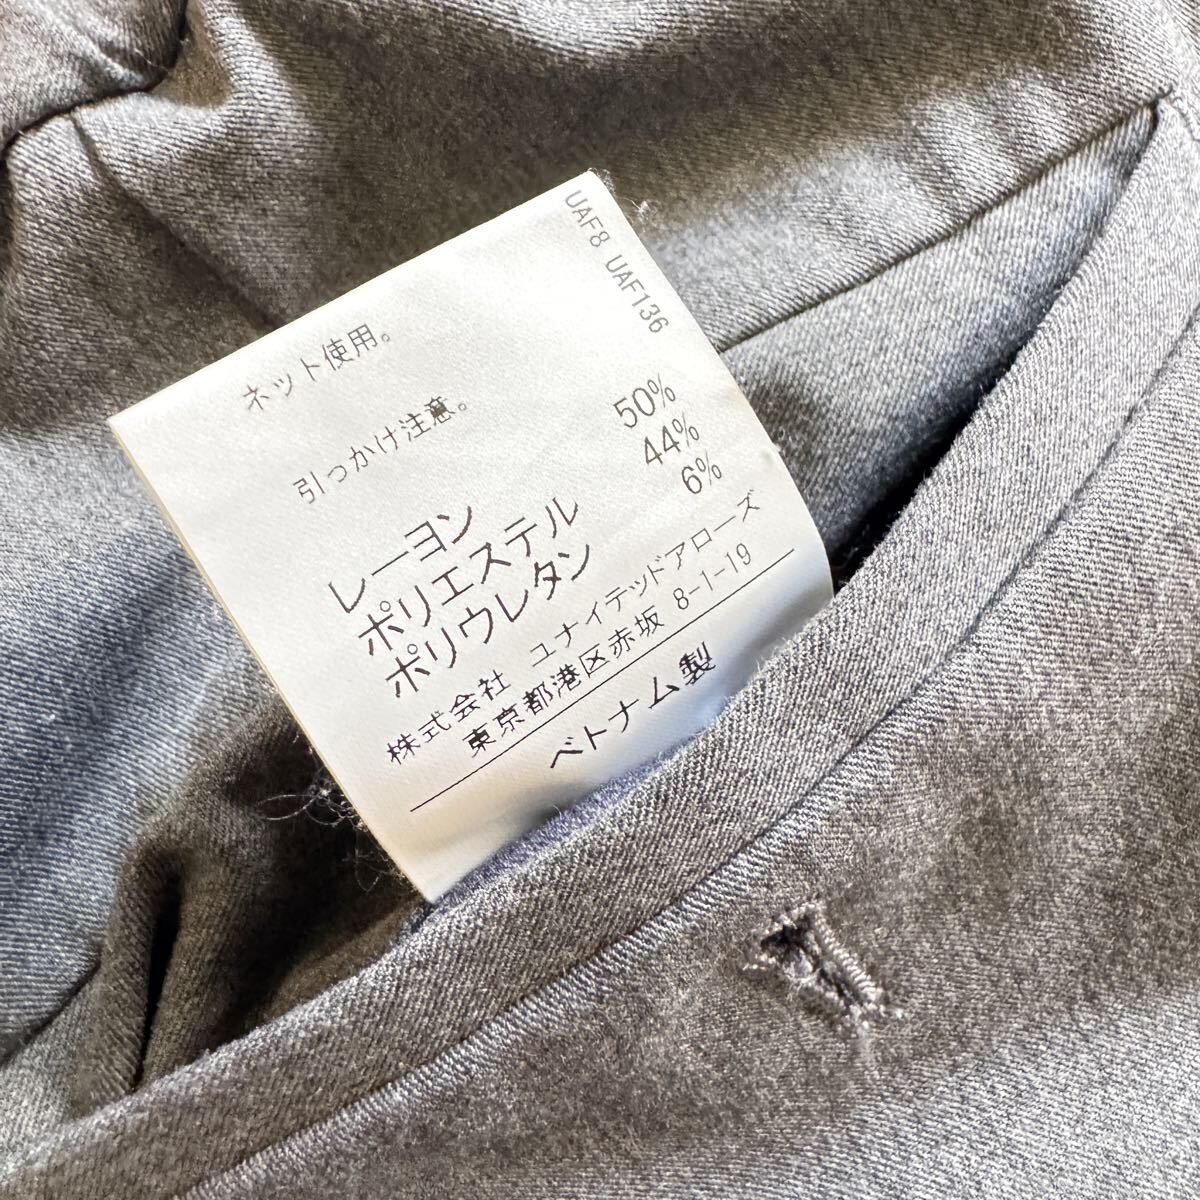 UAF8 UAF136
ネット使用。
引っかけ注意。
レーヨン 50%
ポリエステル 44%
ポリウレタン 6%
株式会社 ユナイテッドアローズ
東京都港区赤坂 8-1-19
ベトナム製